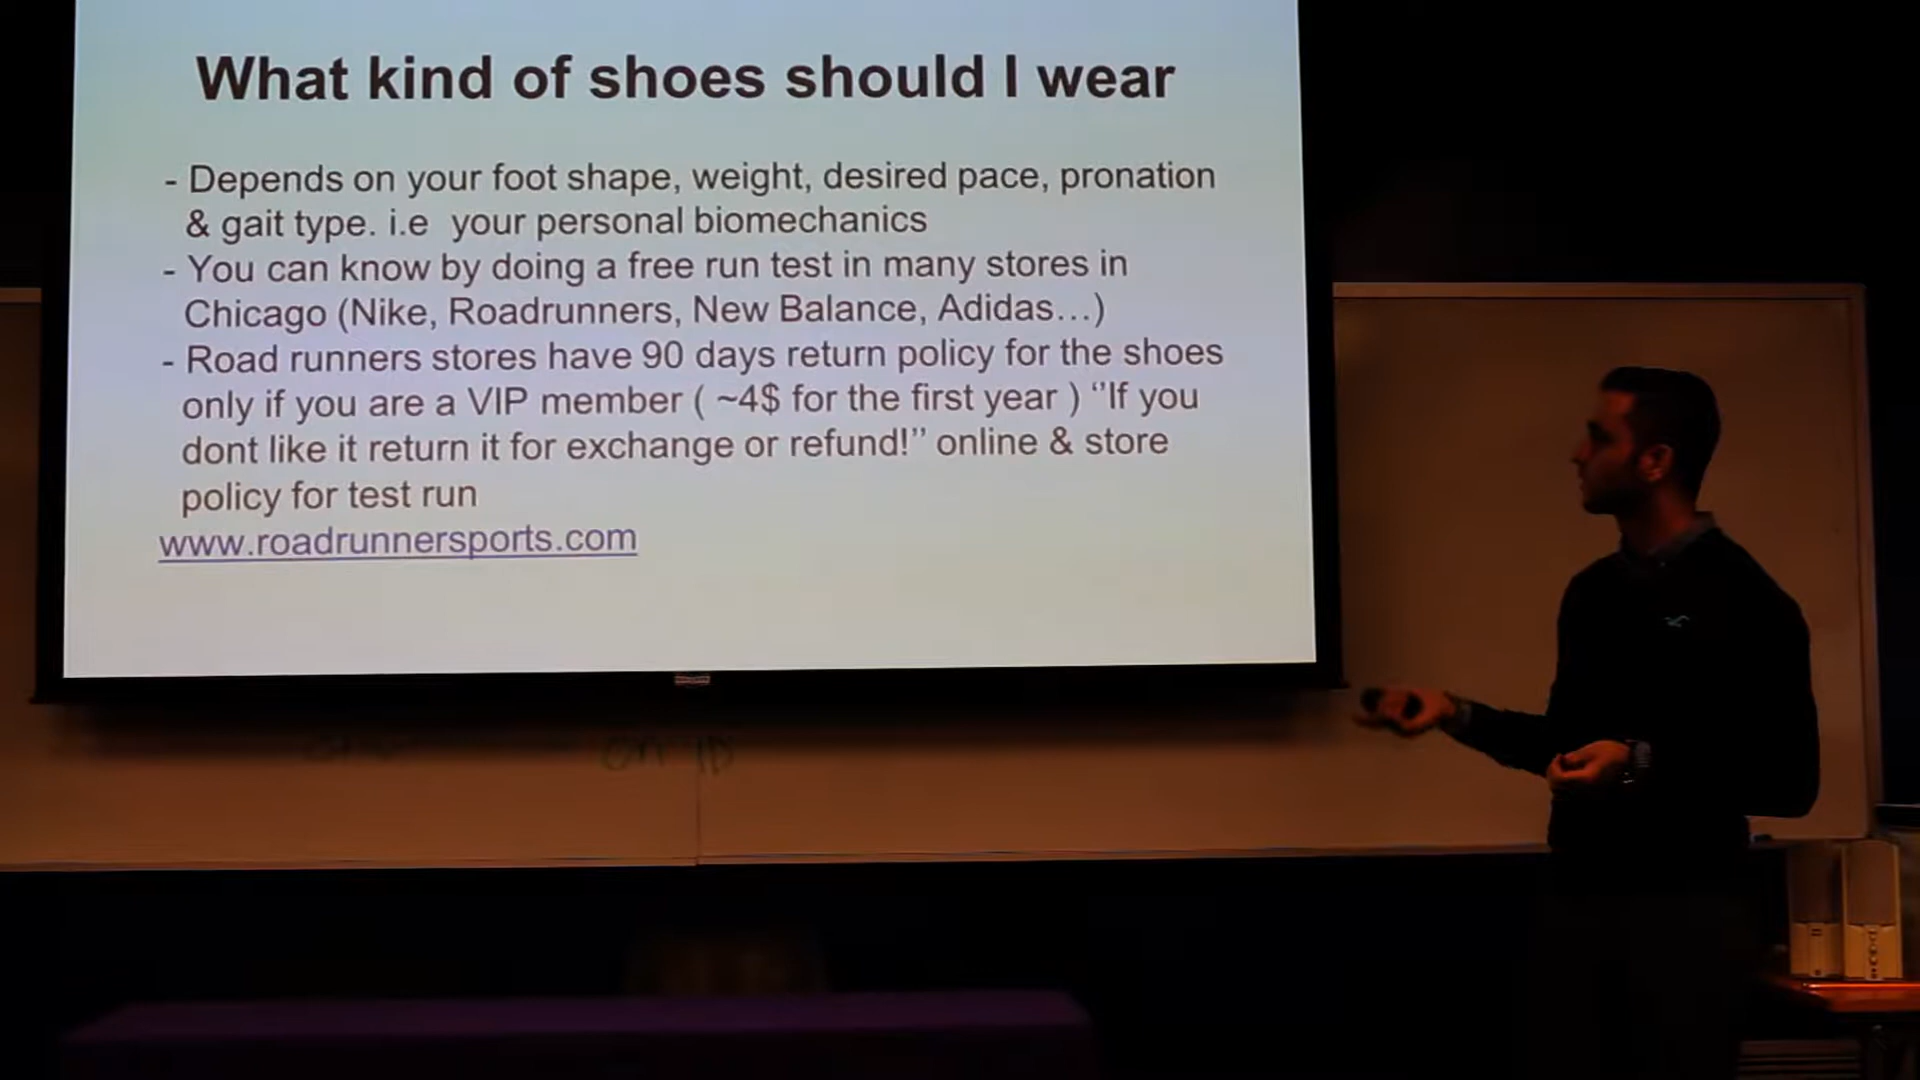 What kind of shoes should I wear
- Depends on your foot shape, weight, desired pace, pronation
& gait type. i.e your personal biomechanics
- You can know by doing a free run test in many stores in
Chicago (Nike, Roadrunners, New Balance, Adidas...)
- Road runners stores have 90 days return policy for the shoes
only if you are a VIP member ( ~4$ for the first year ) “If you
dont like it return it for exchange or refund!” online & store
policy for test run
www.roadrunnersports.com